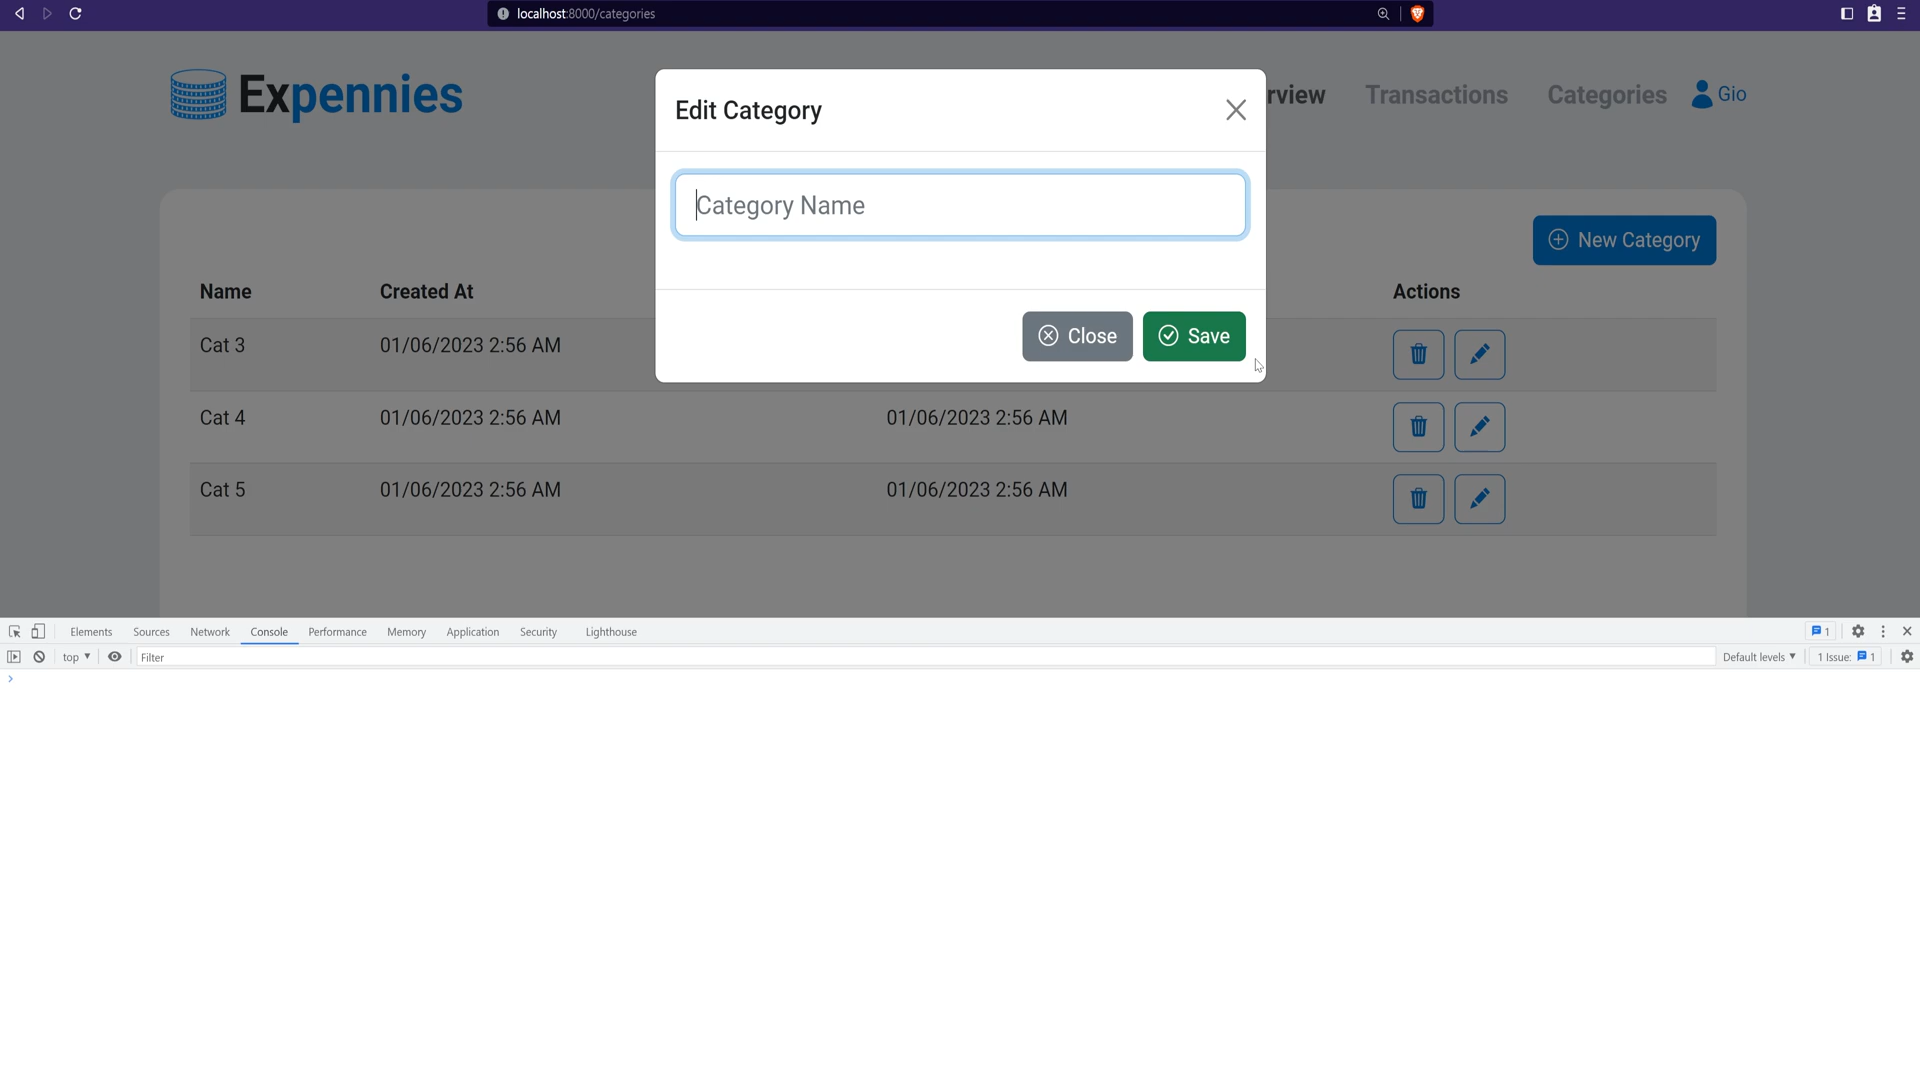 localhost:8000/categories
Expennies
rview
Transactions
Categories
Gio
Edit Category
Category Name
New Category
Close
Save
Name
Created At
Actions
Cat 3
01/06/2023 2:56 AM
Cat 4
01/06/2023 2:56 AM
01/06/2023 2:56 AM
Cat 5
01/06/2023 2:56 AM
01/06/2023 2:56 AM
Elements
Sources
Network
Console
Performance
Memory
Application
Security
Lighthouse
1
top
Filter
Default levels
1 Issue: 1